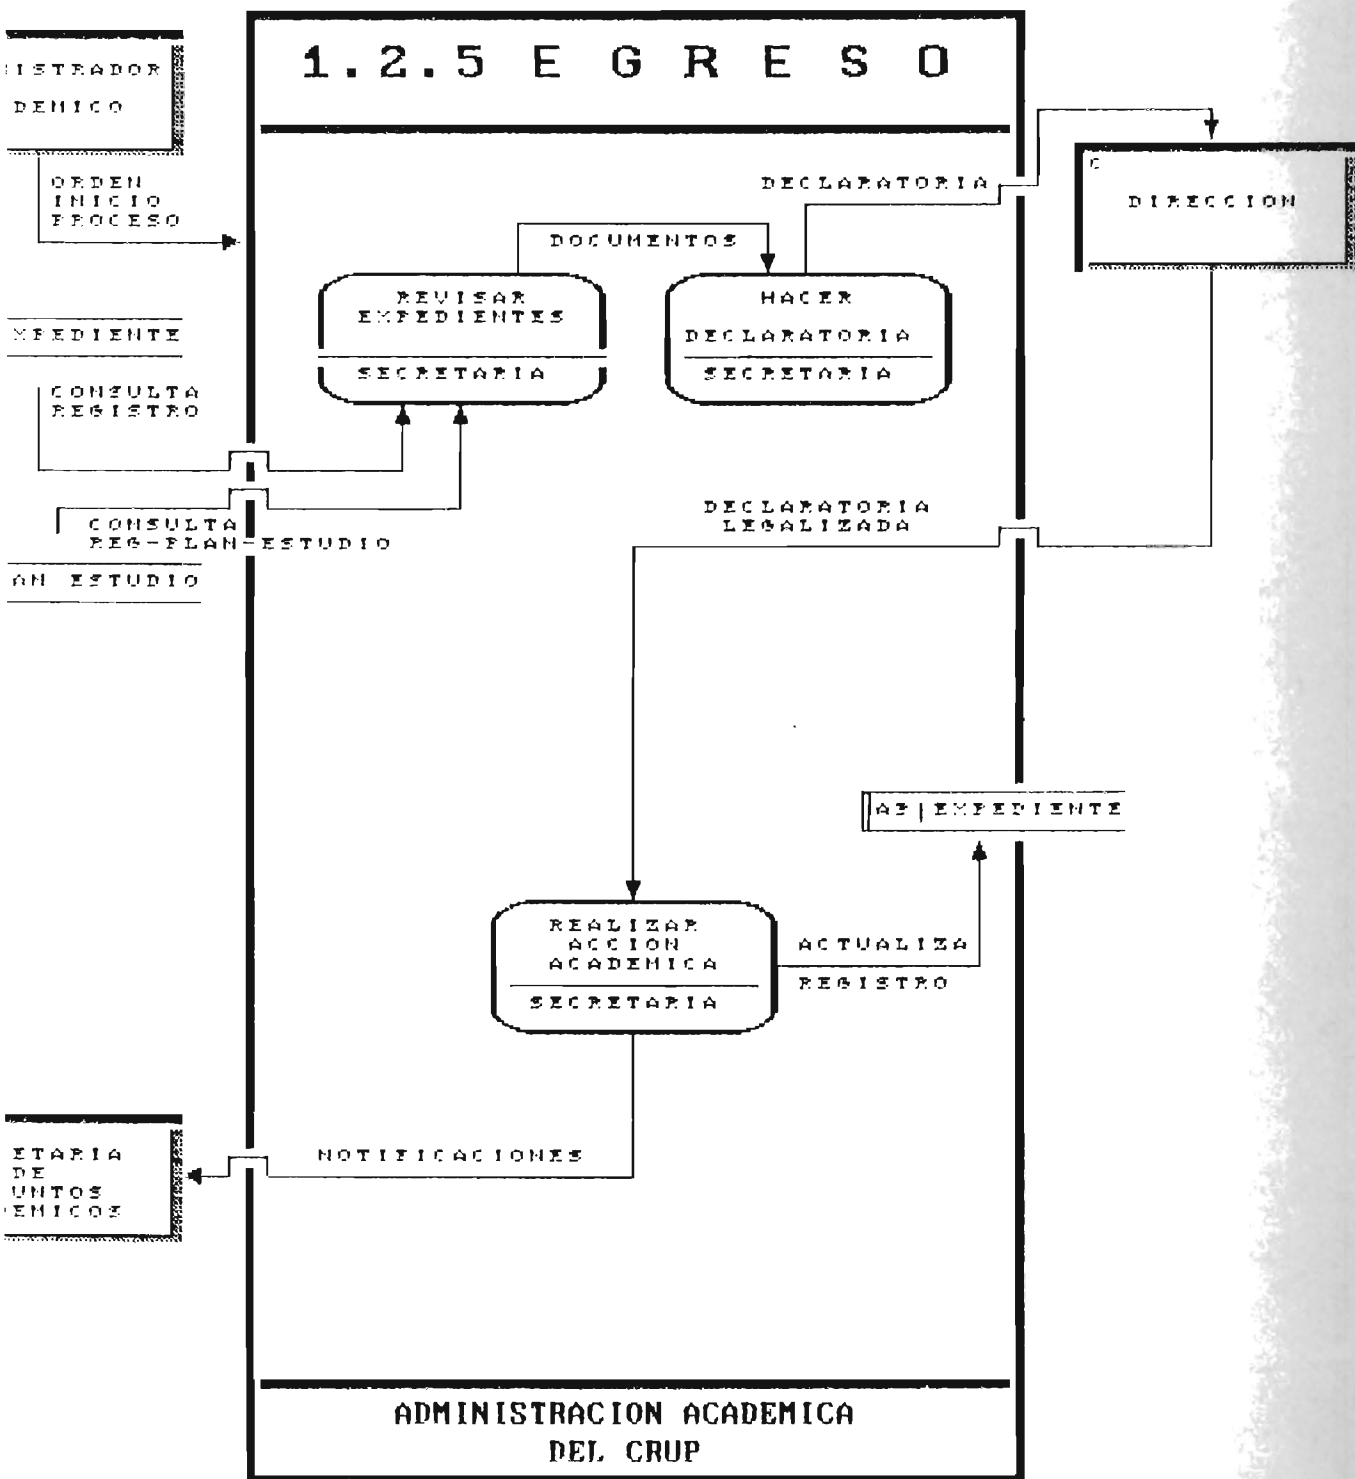 1.2.5 E G R E S O
ISTRADOR
DEMICO
ORDEN
INICIO
PROCESO
DECLARATORIA
C
DIRECCION
DOCUMENTOS
REVISAR
EXPEDIENTES
SECRETARIA
HACER
DECLARATORIA
SECRETARIA
XPEDIENTE
CONSULTA
REGISTRO
CONSULTA
REG-PLAN-ESTUDIO
AN ESTUDIO
DECLARATORIA
LEGALIZADA
AB|EXPEDIENTE
REALIZAR
ACCION
ACADEMICA
SECRETARIA
ACTUALIZA
REGISTRO
ETARIA
DE
UNTOS
DEMICOS
NOTIFICACIONES
ADMINISTRACION ACADEMICA
DEL CRUP